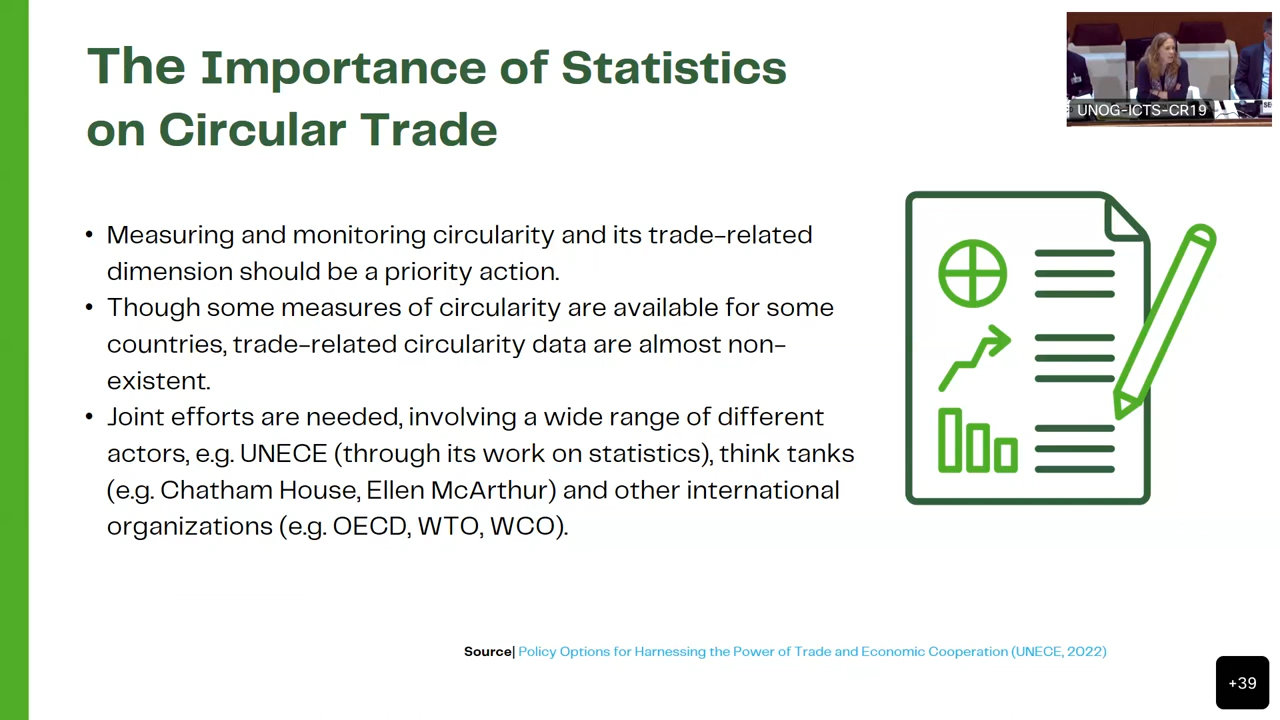 The Importance of Statistics
on Circular Trade
UNOG-ICTS-CR19
• Measuring and monitoring circularity and its trade-related
dimension should be a priority action.
• Though some measures of circularity are available for some
countries, trade-related circularity data are almost non-
existent.
• Joint efforts are needed, involving a wide range of different
actors, e.g. UNECE (through its work on statistics), think tanks
(e.g. Chatham House, Ellen McArthur) and other international
organizations (e.g. OECD, WTO, WCO).
Source| Policy Options for Harnessing the Power of Trade and Economic Cooperation (UNECE, 2022)
+39